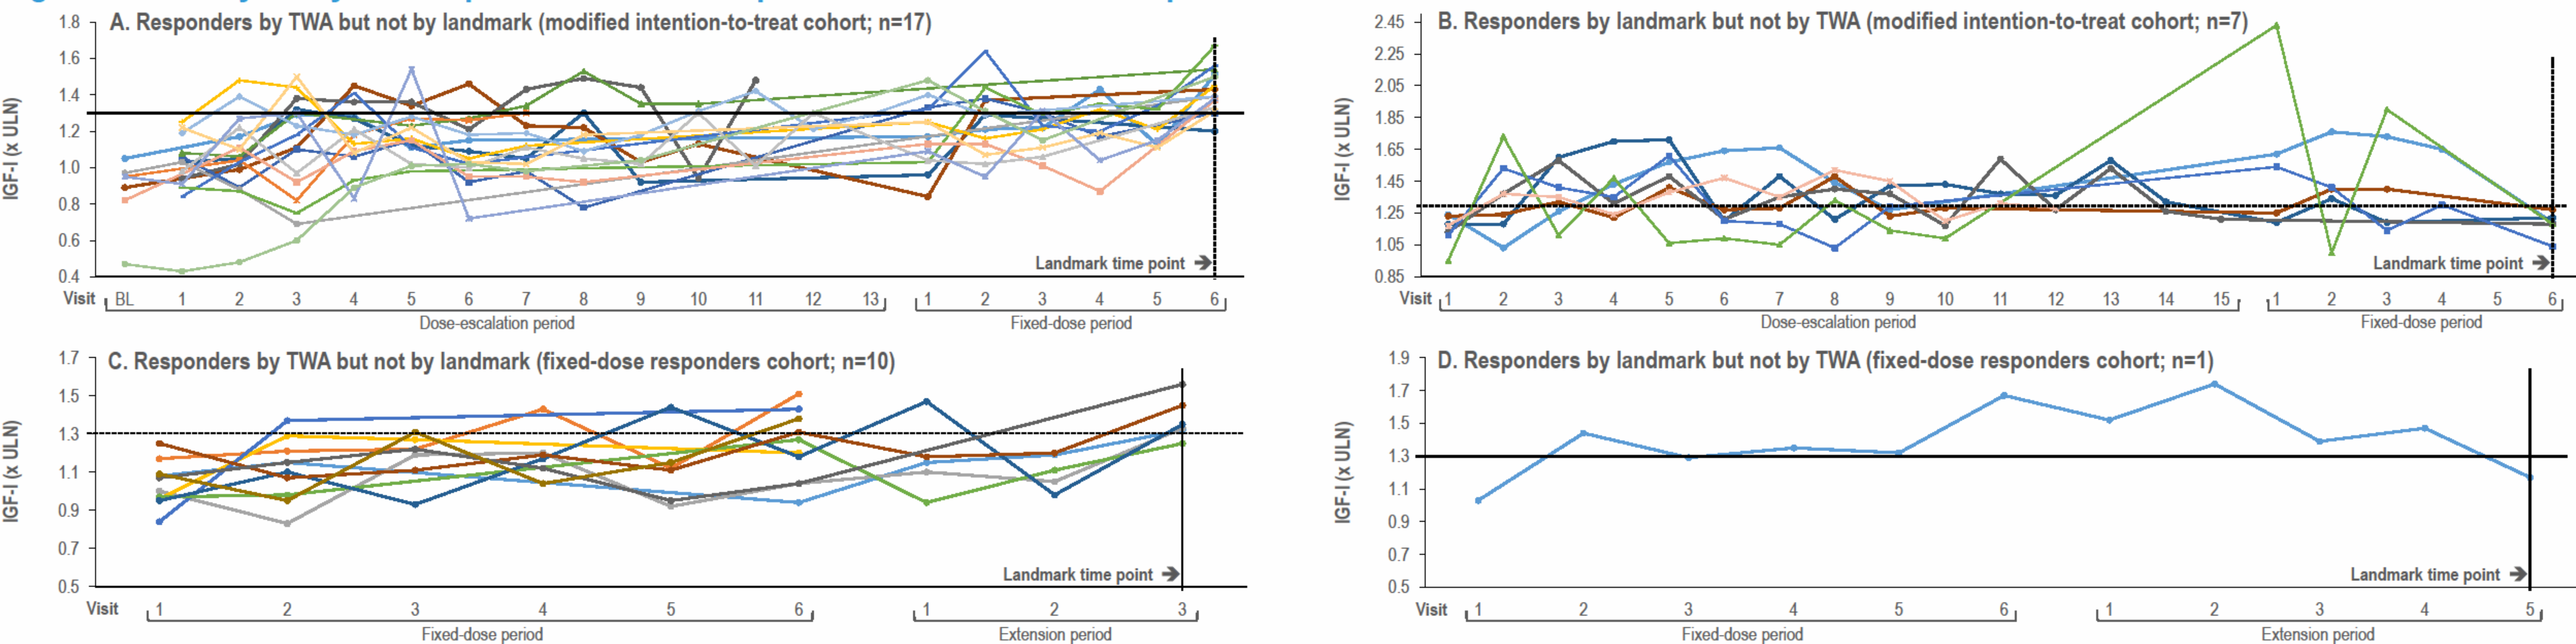 A. Responders by TWA but not by landmark (modified intention-to-treat cohort; n=17)
IGF-I (x ULN)
1.8
1.6
1.4
1.2
1.0
0.8
0.6
0.4
Landmark time point →
Visit BL 1 2 3 4 5 6 7 8 9 10 11 12 13 1 2 3 4 5 6
Dose-escalation period Fixed-dose period
B. Responders by landmark but not by TWA (modified intention-to-treat cohort; n=7)
IGF-I (x ULN)
2.45
2.25
2.05
1.85
1.65
1.45
1.25
1.05
0.85
Landmark time point →
Visit 1 2 3 4 5 6 7 8 9 10 11 12 13 14 15 1 2 3 4 5 6
Dose-escalation period Fixed-dose period
C. Responders by TWA but not by landmark (fixed-dose responders cohort; n=10)
IGF-I (x ULN)
1.7
1.5
1.3
1.1
0.9
0.7
0.5
Landmark time point →
Visit 1 2 3 4 5 6 1 2 3
Fixed-dose period Extension period
D. Responders by landmark but not by TWA (fixed-dose responders cohort; n=1)
IGF-I (x ULN)
1.9
1.7
1.5
1.3
1.1
0.9
0.7
0.5
Landmark time point →
Visit 1 2 3 4 5 6 1 2 3 4 5
Fixed-dose period Extension period